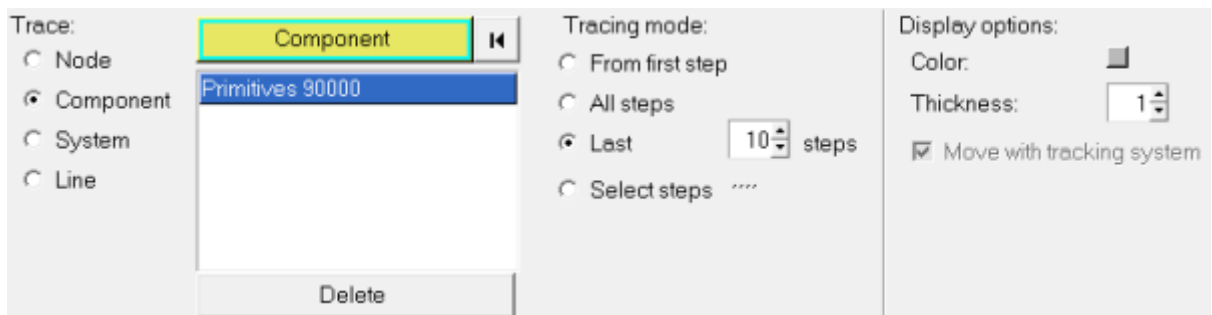 Trace:
Node
Component
System
Line
Component
Primitives 90000
Delete
Tracing mode:
From first step
All steps
Last 10 steps
Select steps
Display options:
Color:
Thickness: 1
Move with tracking system